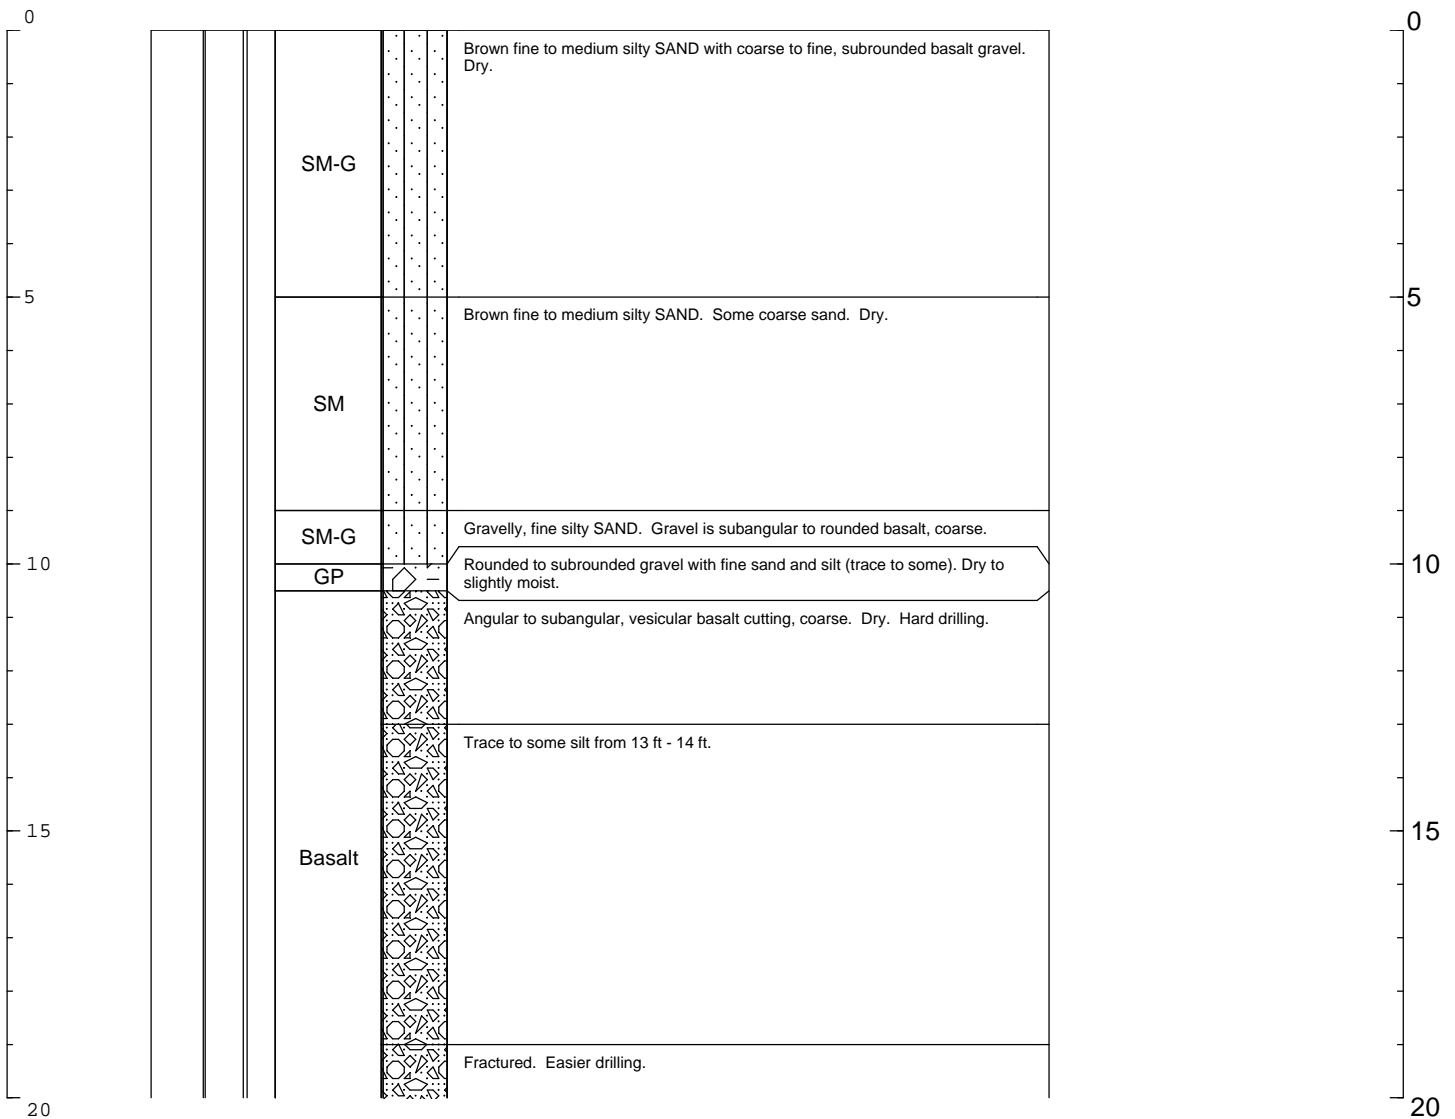 0
0
Brown fine to medium silty SAND with coarse to fine, subrounded basalt gravel.
Dry.
SM-G
5
Brown fine to medium silty SAND.  Some coarse sand.  Dry.
5
SM
SM-G
Gravelly, fine silty SAND.  Gravel is subangular to rounded basalt, coarse.
10
GP
Rounded to subrounded gravel with fine sand and silt (trace to some). Dry to
slightly moist.
10
Angular to subangular, vesicular basalt cutting, coarse.  Dry.  Hard drilling.
Trace to some silt from 13 ft - 14 ft.
15
15
Basalt
Fractured.  Easier drilling.
20
20